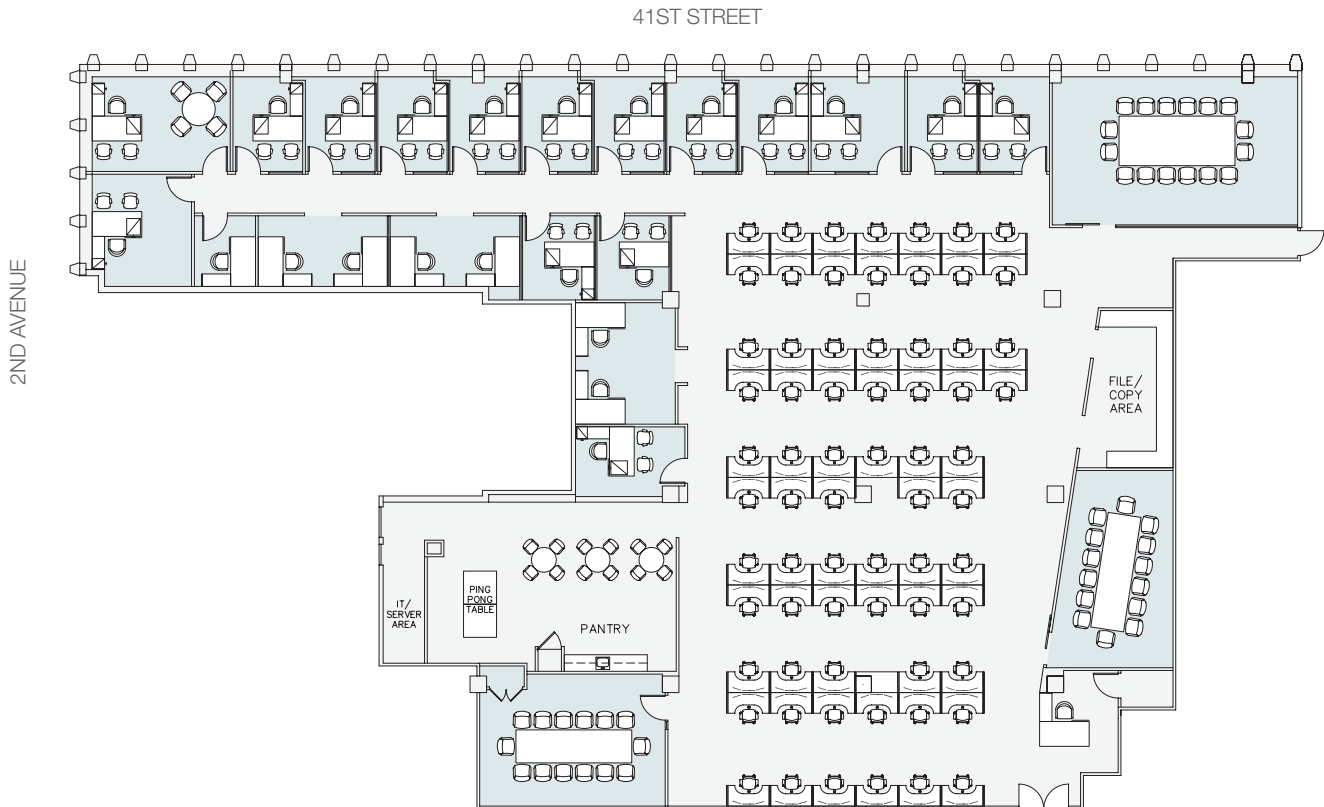 41ST STREET
2ND AVENUE
FILE/
COPY
AREA
PING
PONG
TABLE
IT/
SERVER
AREA
PANTRY